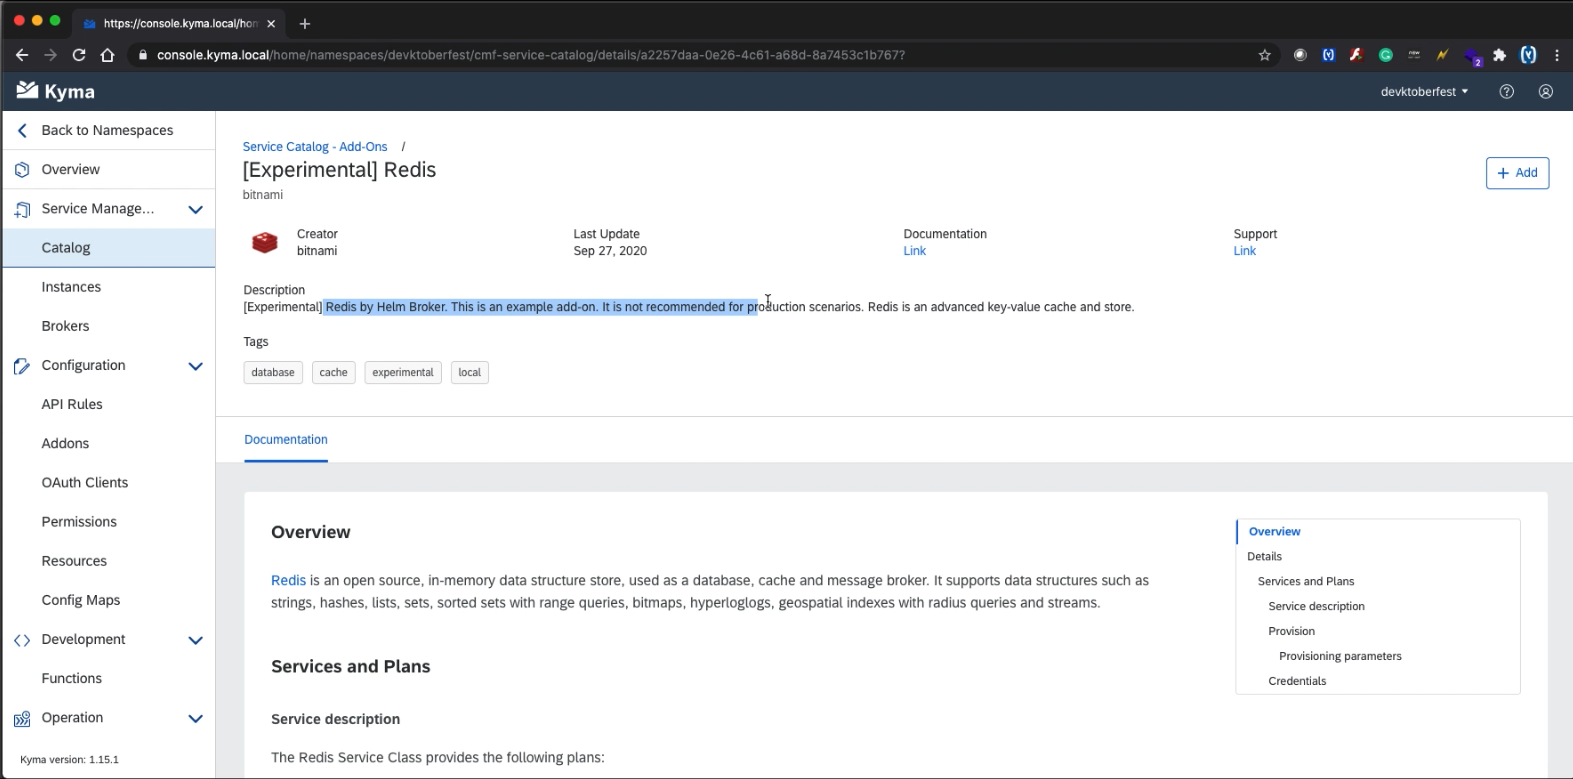 https://console.kyma.local/hom
console.kyma.local/home/namespaces/devktoberfest/cmf-service-catalog/details/a2257daa-0e26-4c61-a68d-8a7453c1b767?
2
Kyma
devktoberfest
Back to Namespaces
Overview
Service Manage...
Catalog
Instances
Brokers
Configuration
API Rules
Addons
OAuth Clients
Permissions
Resources
Config Maps
Development
Functions
Operation
Kyma version: 1.15.1
Service Catalog - Add-Ons /
[Experimental] Redis
bitnami
+ Add
Creator
bitnami
Last Update
Sep 27, 2020
Documentation
Link
Support
Link
Description
[Experimental] Redis by Helm Broker. This is an example add-on. It is not recommended for production scenarios. Redis is an advanced key-value cache and store.
Tags
database cache experimental local
Documentation
Overview
Redis is an open source, in-memory data structure store, used as a database, cache and message broker. It supports data structures such as
strings, hashes, lists, sets, sorted sets with range queries, bitmaps, hyperloglogs, geospatial indexes with radius queries and streams.
Services and Plans
Service description
The Redis Service Class provides the following plans:
Overview
Details
Services and Plans
Service description
Provision
Provisioning parameters
Credentials